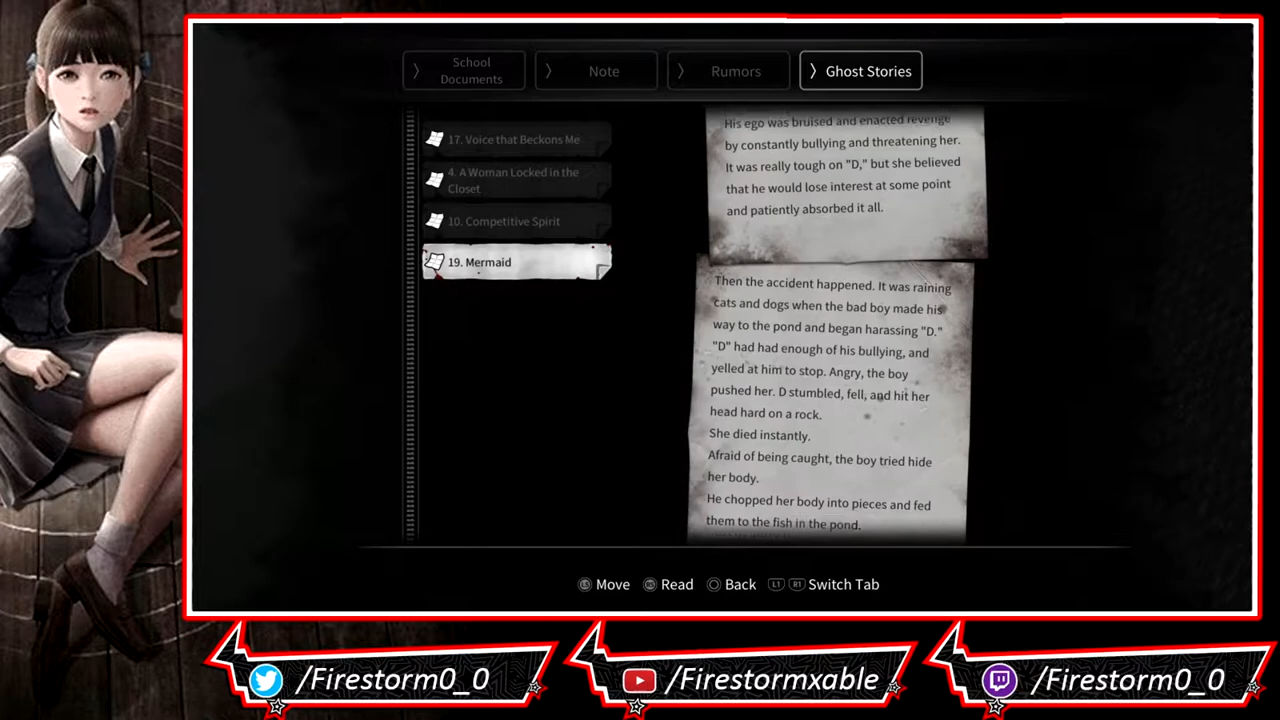 School
Documents
Note
Rumors
Ghost Stories
17. Voice that Beckons Me
4. A Woman Locked in the
Closet
10. Competitive Spirit
19. Mermaid
His ego was bruised and enacted revenge
by constantly bullying and threatening her.
It was really tough on "D," but she believed
that he would lose interest at some point
and patiently absorbed it all.
Then the accident happened. It was raining
cats and dogs when the bad boy made his
way to the pond and began harassing "D."
"D" had had enough of his bullying, and
yelled at him to stop. Angry, the boy
pushed her. D stumbled, fell, and hit her
head hard on a rock.
She died instantly.
Afraid of being caught, the boy tried hide
her body.
He chopped her body into pieces and fed
them to the fish in the pond.
LS Move RS Read Back L1 R1 Switch Tab
/Firestorm0_0 /Firestormxable /Firestorm0_0